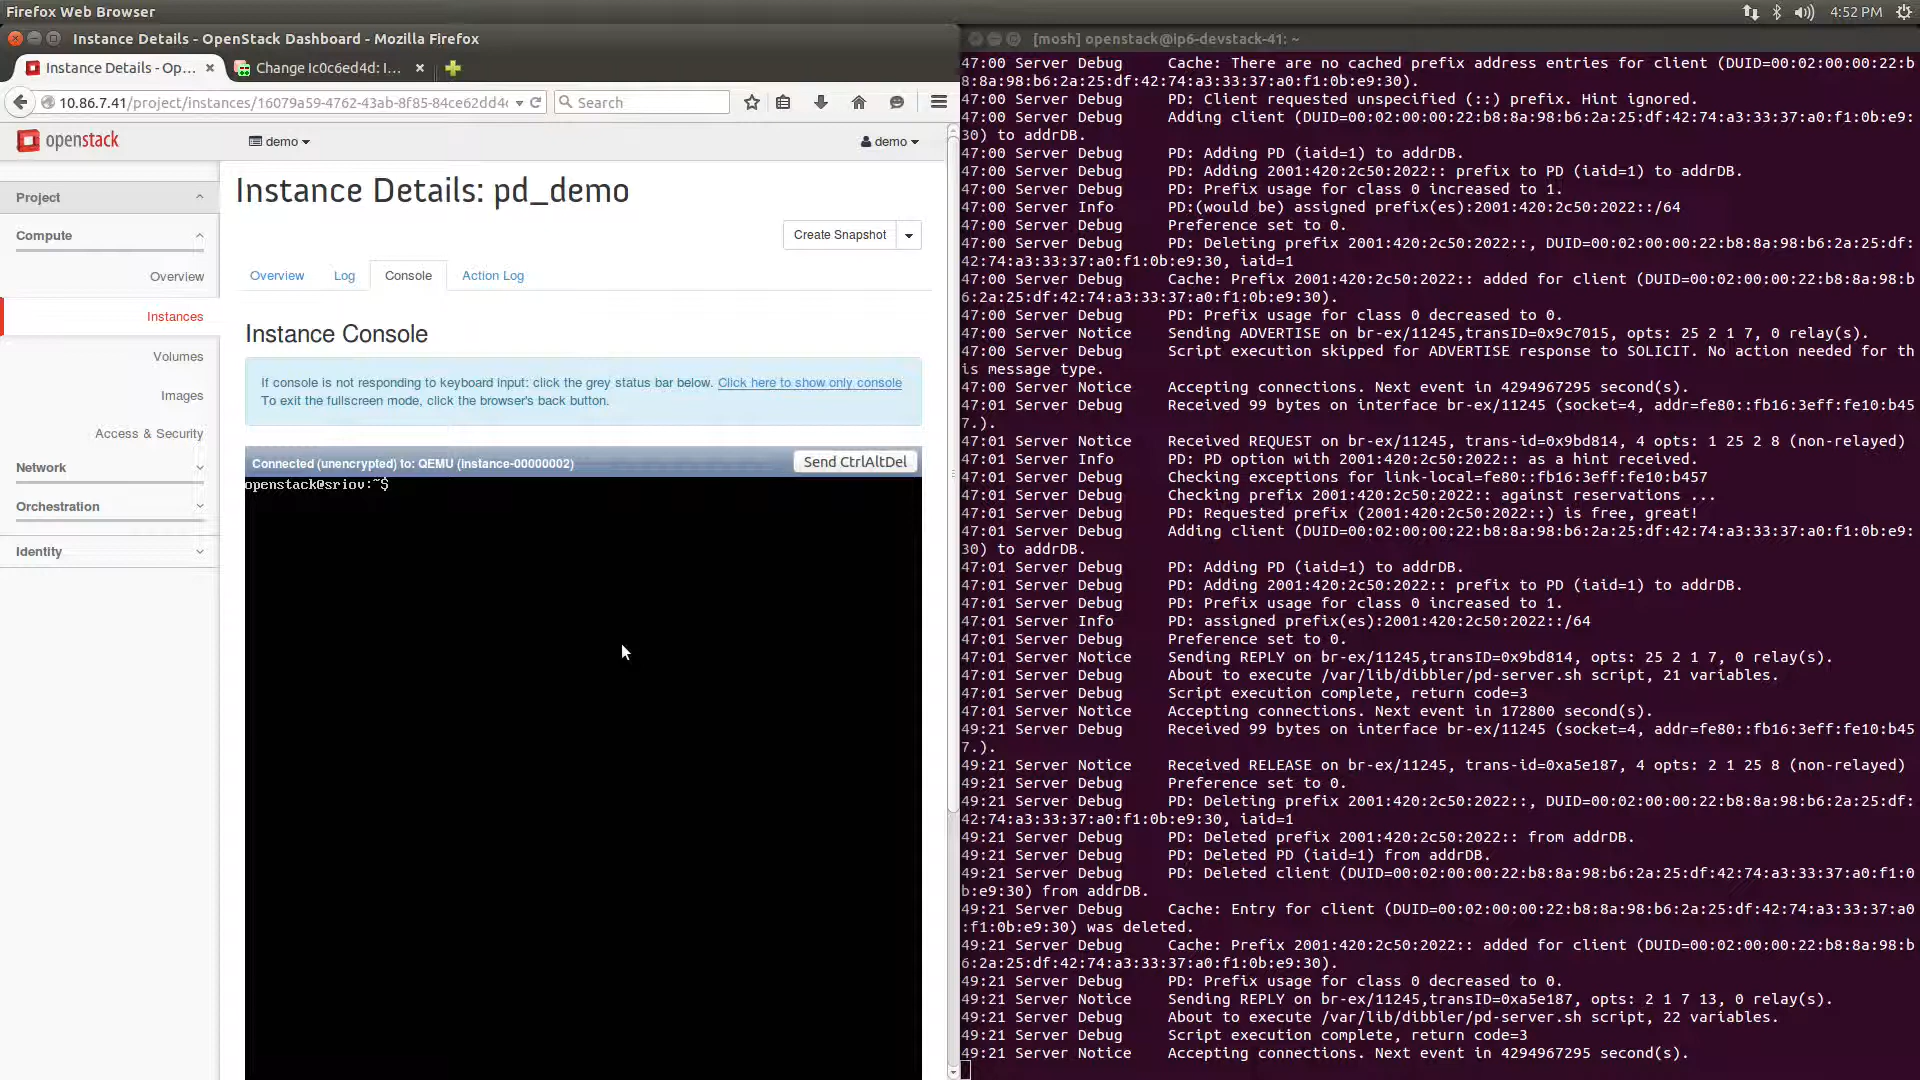 Firefox Web Browser
4:52 PM
Instance Details - OpenStack Dashboard - Mozilla Firefox
Instance Details - Op...
Change Ic0c6ed4d: I...
10.86.7.41/project/instances/16079a59-4762-43ab-8f85-84ce62dd4
Search
openstack
demo
demo
Project
Compute
Overview
Instances
Volumes
Images
Access & Security
Network
Orchestration
Identity
Instance Details: pd_demo
Create Snapshot
Overview
Log
Console
Action Log
Instance Console
If console is not responding to keyboard input: click the grey status bar below. Click here to show only console
To exit the fullscreen mode, click the browser's back button.
Connected (unencrypted) to: QEMU (instance-00000002)
Send CtrlAltDel
openstack@sriov:~$
[mosh] openstack@ip6-devstack-41: ~
47:00 Server Debug     Cache: There are no cached prefix address entries for client (DUID=00:02:00:00:22:b
8:8a:98:b6:2a:25:df:42:74:a3:33:37:a0:f1:0b:e9:30).
47:00 Server Debug     PD: Client requested unspecified (::) prefix. Hint ignored.
47:00 Server Debug     Adding client (DUID=00:02:00:00:22:b8:8a:98:b6:2a:25:df:42:74:a3:33:37:a0:f1:0b:e9:
30) to addrDB.
47:00 Server Debug     PD: Adding PD (iaid=1) to addrDB.
47:00 Server Debug     PD: Adding 2001:420:2c50:2022:: prefix to PD (iaid=1) to addrDB.
47:00 Server Debug     PD: Prefix usage for class 0 increased to 1.
47:00 Server Info      PD:(would be) assigned prefix(es):2001:420:2c50:2022::/64
47:00 Server Debug     Preference set to 0.
47:00 Server Debug     PD: Deleting prefix 2001:420:2c50:2022::, DUID=00:02:00:00:22:b8:8a:98:b6:2a:25:df:
42:74:a3:33:37:a0:f1:0b:e9:30, iaid=1
47:00 Server Debug     Cache: Prefix 2001:420:2c50:2022:: added for client (DUID=00:02:00:00:22:b8:8a:98:b
6:2a:25:df:42:74:a3:33:37:a0:f1:0b:e9:30).
47:00 Server Debug     PD: Prefix usage for class 0 decreased to 0.
47:00 Server Notice    Sending ADVERTISE on br-ex/11245,transID=0x9c7015, opts: 25 2 1 7, 0 relay(s).
47:00 Server Debug     Script execution skipped for ADVERTISE response to SOLICIT. No action needed for th
is message type.
47:00 Server Notice    Accepting connections. Next event in 4294967295 second(s).
47:01 Server Debug     Received 99 bytes on interface br-ex/11245 (socket=4, addr=fe80::fb16:3eff:fe10:b45
7.).
47:01 Server Notice    Received REQUEST on br-ex/11245, trans-id=0x9bd814, 4 opts: 1 25 2 8 (non-relayed)
47:01 Server Info      PD: PD option with 2001:420:2c50:2022:: as a hint received.
47:01 Server Debug     Checking exceptions for link-local=fe80::fb16:3eff:fe10:b457
47:01 Server Debug     Checking prefix 2001:420:2c50:2022:: against reservations ...
47:01 Server Debug     PD: Requested prefix (2001:420:2c50:2022::) is free, great!
47:01 Server Debug     Adding client (DUID=00:02:00:00:22:b8:8a:98:b6:2a:25:df:42:74:a3:33:37:a0:f1:0b:e9:
30) to addrDB.
47:01 Server Debug     PD: Adding PD (iaid=1) to addrDB.
47:01 Server Debug     PD: Adding 2001:420:2c50:2022:: prefix to PD (iaid=1) to addrDB.
47:01 Server Debug     PD: Prefix usage for class 0 increased to 1.
47:01 Server Info      PD: assigned prefix(es):2001:420:2c50:2022::/64
47:01 Server Debug     Preference set to 0.
47:01 Server Notice    Sending REPLY on br-ex/11245,transID=0x9bd814, opts: 25 2 1 7, 0 relay(s).
47:01 Server Debug     About to execute /var/lib/dibbler/pd-server.sh script, 21 variables.
47:01 Server Debug     Script execution complete, return code=3
47:01 Server Notice    Accepting connections. Next event in 172800 second(s).
49:21 Server Debug     Received 99 bytes on interface br-ex/11245 (socket=4, addr=fe80::fb16:3eff:fe10:b45
7.).
49:21 Server Notice    Received RELEASE on br-ex/11245, trans-id=0xa5e187, 4 opts: 2 1 25 8 (non-relayed)
49:21 Server Debug     Preference set to 0.
49:21 Server Debug     PD: Deleting prefix 2001:420:2c50:2022::, DUID=00:02:00:00:22:b8:8a:98:b6:2a:25:df:
42:74:a3:33:37:a0:f1:0b:e9:30, iaid=1
49:21 Server Debug     PD: Deleted prefix 2001:420:2c50:2022:: from addrDB.
49:21 Server Debug     PD: Deleted PD (iaid=1) from addrDB.
49:21 Server Debug     PD: Deleted client (DUID=00:02:00:00:22:b8:8a:98:b6:2a:25:df:42:74:a3:33:37:a0:f1:0
b:e9:30) from addrDB.
49:21 Server Debug     Cache: Entry for client (DUID=00:02:00:00:22:b8:8a:98:b6:2a:25:df:42:74:a3:33:37:a0
:f1:0b:e9:30) was deleted.
49:21 Server Debug     Cache: Prefix 2001:420:2c50:2022:: added for client (DUID=00:02:00:00:22:b8:8a:98:b
6:2a:25:df:42:74:a3:33:37:a0:f1:0b:e9:30).
49:21 Server Debug     PD: Prefix usage for class 0 decreased to 0.
49:21 Server Notice    Sending REPLY on br-ex/11245,transID=0xa5e187, opts: 2 1 7 13, 0 relay(s).
49:21 Server Debug     About to execute /var/lib/dibbler/pd-server.sh script, 22 variables.
49:21 Server Debug     Script execution complete, return code=3
49:21 Server Notice    Accepting connections. Next event in 4294967295 second(s).